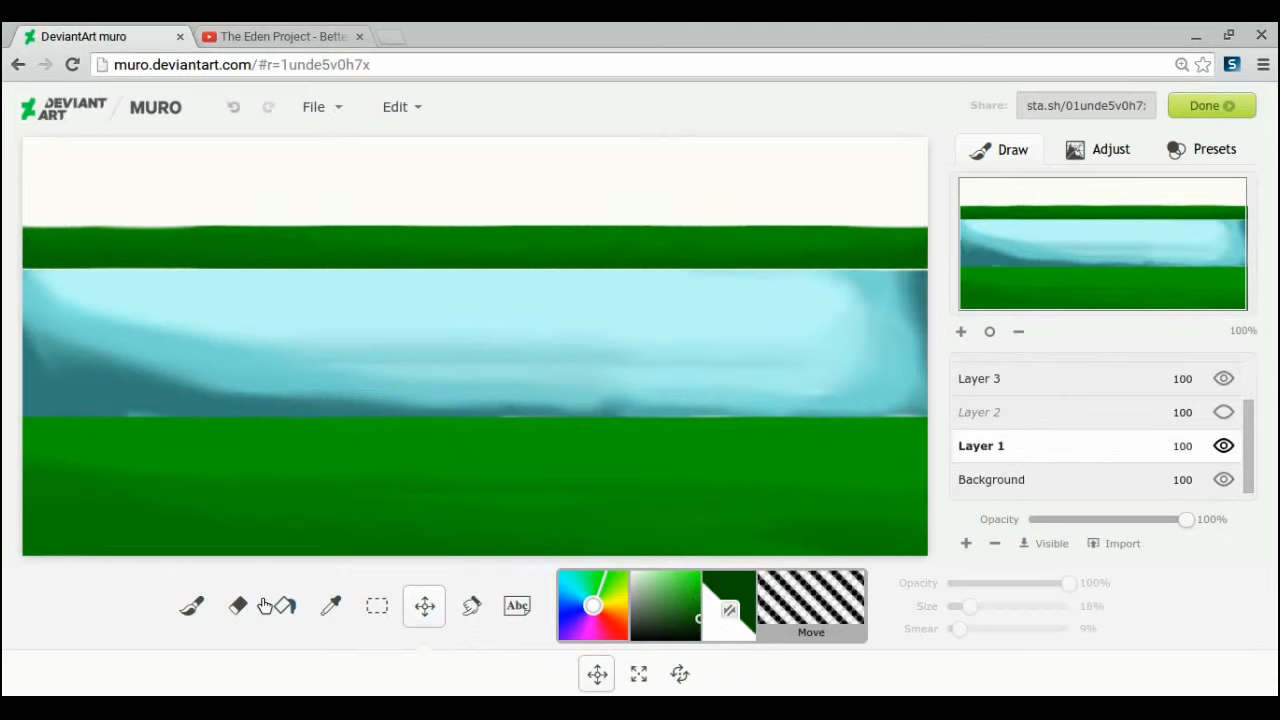 DeviantArt muro
The Eden Project - Bette
muro.deviantart.com/#r=1unde5v0h7x
DEVIANT ART / MURO
File
Edit
Share:
sta.sh/01unde5v0h7:
Done
Draw
Adjust
Presets
100%
Layer 3 100
Layer 2 100
Layer 1 100
Background 100
Opacity 100%
Visible
Import
Abc
Move
Opacity 100%
Size 18%
Smear 9%